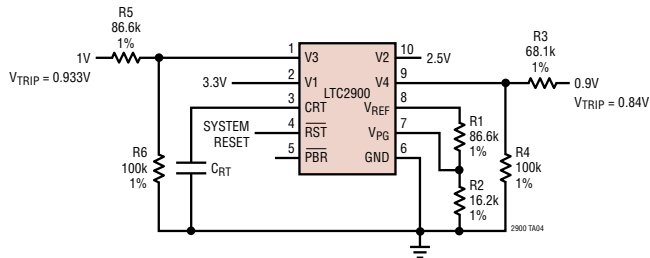 R5
86.6k
1%
1V
VTRIP = 0.933V
R6
100k
1%
CRT
3.3V
SYSTEM
RESET
1
2
3
4
5
V3
V1
CRT
RST
PBR
LTC2900
V2
V4
VREF
VPG
GND
10
9
8
7
6
2.5V
R3
68.1k
1%
0.9V
VTRIP = 0.84V
R1
86.6k
1%
R4
100k
1%
R2
16.2k
1%
2900 TA04